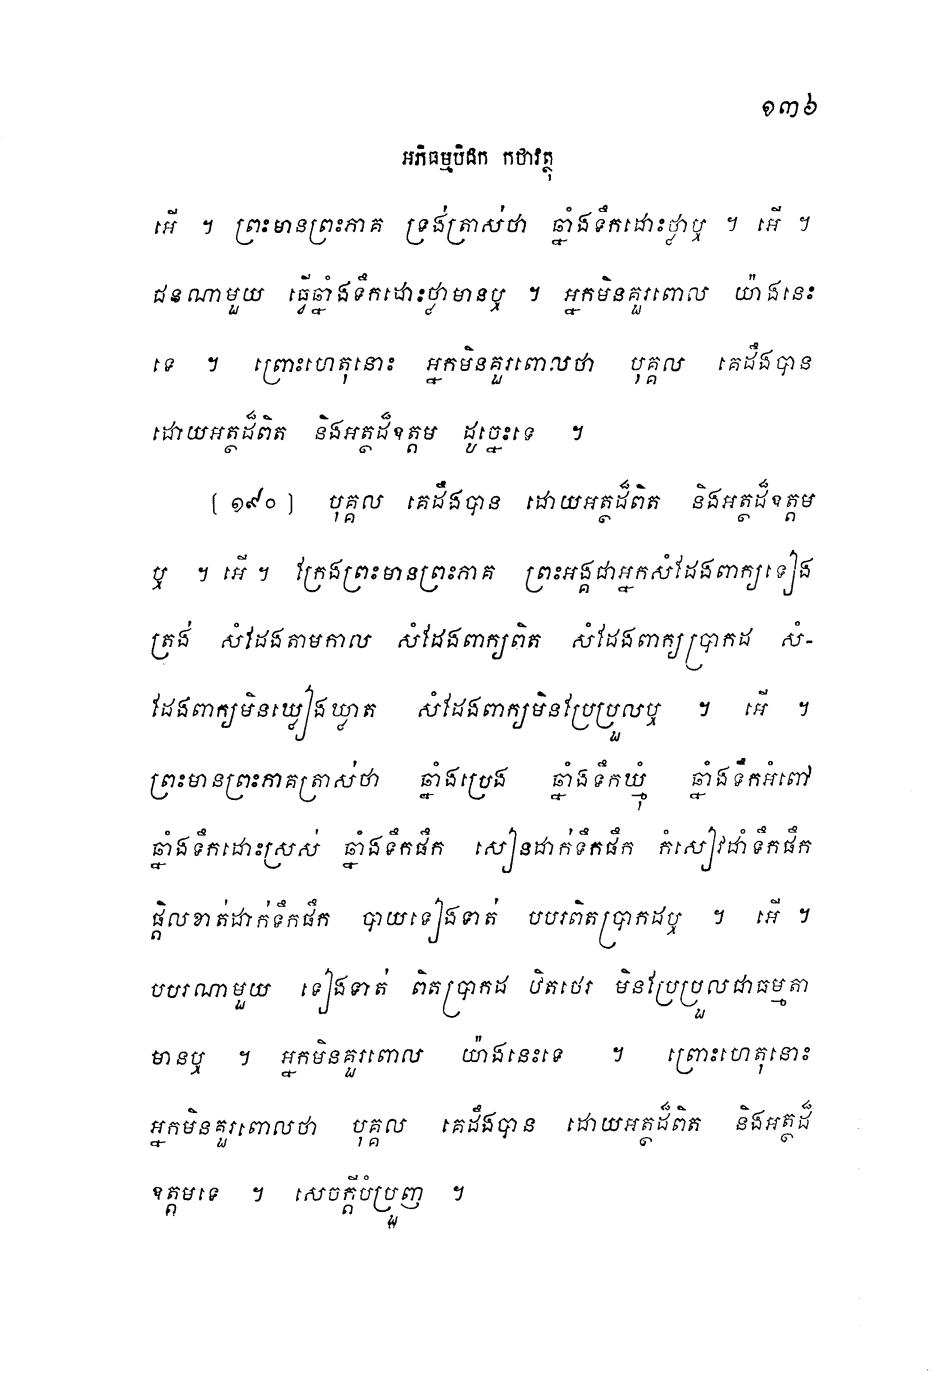 ១៣៦
អភិធម្មបិដក កថាវត្ថុ
អើ ។ ព្រះមានព្រះភាគ ទ្រង់ត្រាស់ថា ឆ្នាំងទឹកដោះថ្លាឬ ។ អើ ។
ជនណាមួយ ធ្វើឆ្នាំងទឹកដោះថ្លាមានឬ ។ អ្នកមិនគួរពោល យ៉ាងនេះ
ទេ ។ ព្រោះហេតុនោះ អ្នកមិនគួរពោលថា បុគ្គល គេដឹងបាន
ដោយអត្ថដ៏ពិត និងអត្ថដ៏ឧត្តម ដូច្នេះទេ ។
[ ១៩០ ] បុគ្គល គេដឹងបាន ដោយអត្ថដ៏ពិត និងអត្ថដ៏ឧត្តម
ឬ ។ អើ ។ ក្រែងព្រះមានព្រះភាគ ព្រះអង្គជាអ្នកសំដែងពាក្យទៀង
ត្រង់ សំដែងតាមកាល សំដែងពាក្យពិត សំដែងពាក្យប្រាកដ សំ-
ដែងពាក្យមិនឃ្លៀងឃ្លាត សំដែងពាក្យមិនប្រែប្រួលឬ ។ អើ ។
ព្រះមានព្រះភាគត្រាស់ថា ឆ្នាំងប្រេង ឆ្នាំងទឹកឃ្មុំ ឆ្នាំងទឹកអំពៅ
ឆ្នាំងទឹកដោះស្រស់ ឆ្នាំងទឹកផឹក សៀនដាក់ទឹកផឹក កំសៀវដាំទឹកផឹក
ផ្តិលខាត់ដាក់ទឹកផឹក បាយទៀងទាត់ បបរពិតប្រាកដឬ ។ អើ ។
បបរណាមួយ ទៀងទាត់ ពិតប្រាកដ ឋិតថេរ មិនប្រែប្រួលជាធម្មតា
មានឬ ។ អ្នកមិនគួរពោល យ៉ាងនេះទេ ។ ព្រោះហេតុនោះ
អ្នកមិនគួរពោលថា បុគ្គល គេដឹងបាន ដោយអត្ថដ៏ពិត និងអត្ថដ៏
ឧត្តមទេ ។ សេចក្តីបំប្រួញ ។